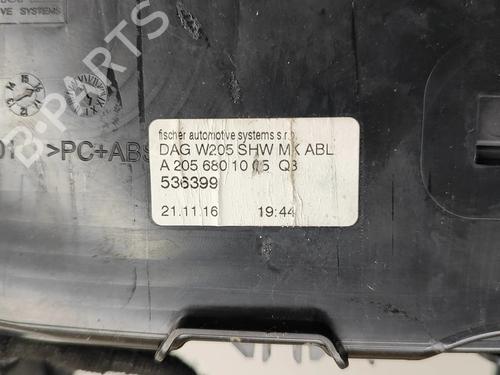 SYSTEMS
B-PARTS
>PC+ABS
fischer automotive systems s.r.o.
DAG W205 SHW MK ABL
A 205 680 10 05 Q3
536399
21.11.16 19:44